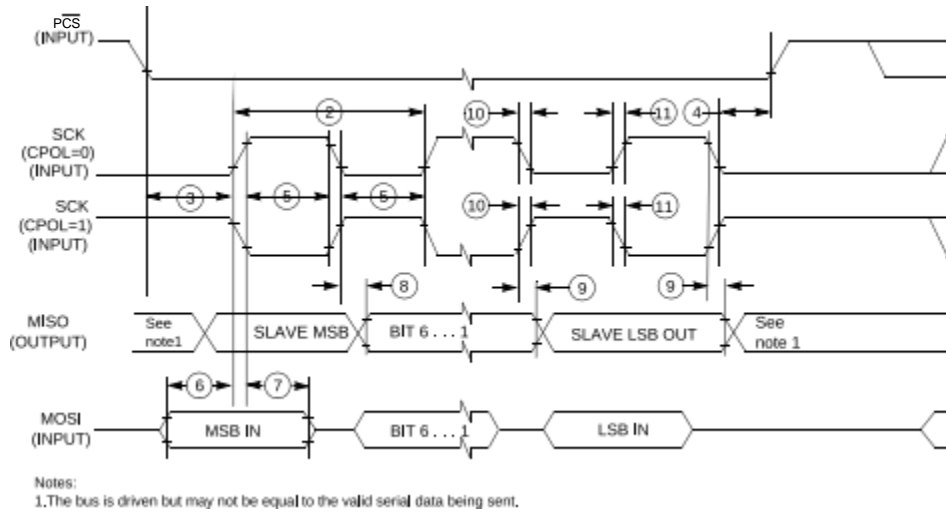 PCS
(INPUT)
2
10
11
4
SCK
(CPOL=0)
(INPUT)
3
5
5
SCK
(CPOL=1)
(INPUT)
10
11
8
9
9
MISO
(OUTPUT)
See
note1
SLAVE MSB
BIT 6 . . . 1
SLAVE LSB OUT
See
note 1
6
7
MOSI
(INPUT)
MSB IN
BIT 6 . . . 1
LSB IN
Notes:
1.The bus is driven but may not be equal to the valid serial data being sent.